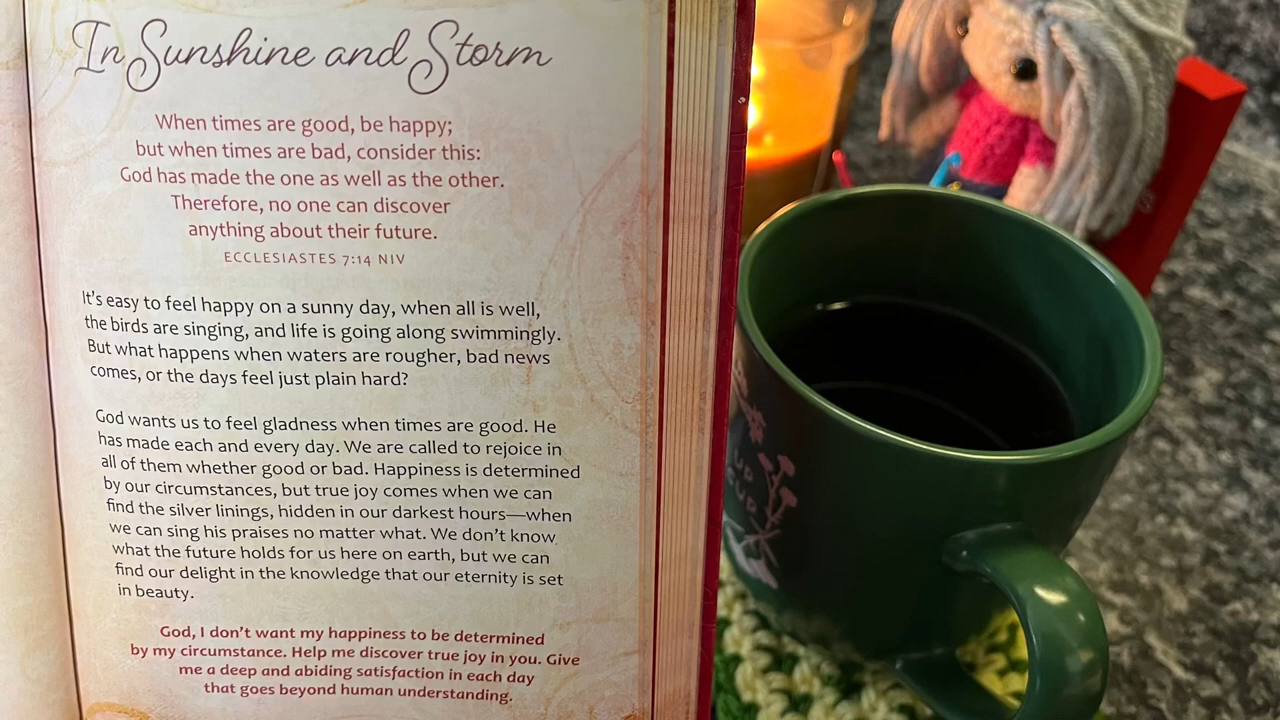 In Sunshine and Storm
When times are good, be happy;
but when times are bad, consider this:
God has made the one as well as the other.
Therefore, no one can discover
anything about their future.
ECCLESIASTES 7:14 NIV
It's easy to feel happy on a sunny day, when all is well,
the birds are singing, and life is going along swimmingly.
But what happens when waters are rougher, bad news
comes, or the days feel just plain hard?
God wants us to feel gladness when times are good. He
has made each and every day. We are called to rejoice in
all of them whether good or bad. Happiness is determined
by our circumstances, but true joy comes when we can
find the silver linings, hidden in our darkest hours—when
we can sing his praises no matter what. We don't know
what the future holds for us here on earth, but we can
find our delight in the knowledge that our eternity is set
in beauty.
God, I don't want my happiness to be determined
by my circumstance. Help me discover true joy in you. Give
me a deep and abiding satisfaction in each day
that goes beyond human understanding.